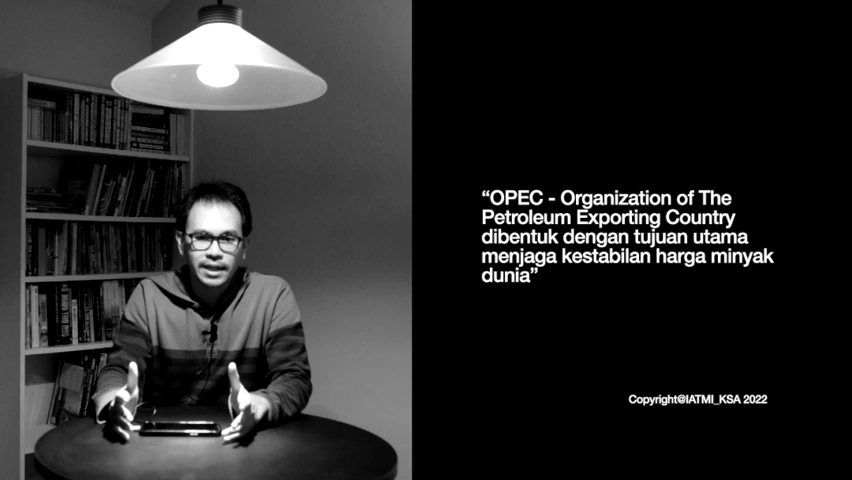 “OPEC - Organization of The
Petroleum Exporting Country
dibentuk dengan tujuan utama
menjaga kestabilan harga minyak
dunia”
Copyright@IATMI_KSA 2022